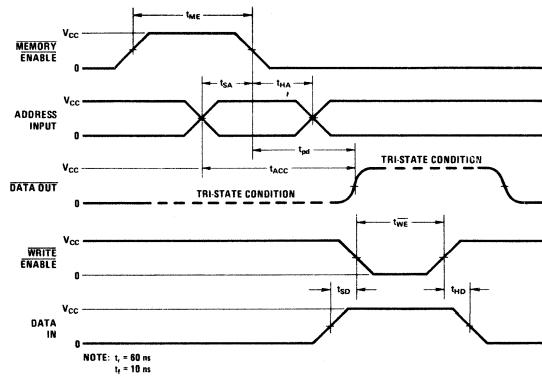 tME
VCC
MEMORY
ENABLE
0
tSA
tHA
VCC
ADDRESS
INPUT
0
tpd
tACC
VCC
TRI-STATE CONDITION
DATA OUT
TRI-STATE CONDITION
0
tWE
VCC
WRITE
ENABLE
0
tSD
tHD
VCC
DATA
IN
0
NOTE: tr = 60 ns
tf = 10 ns